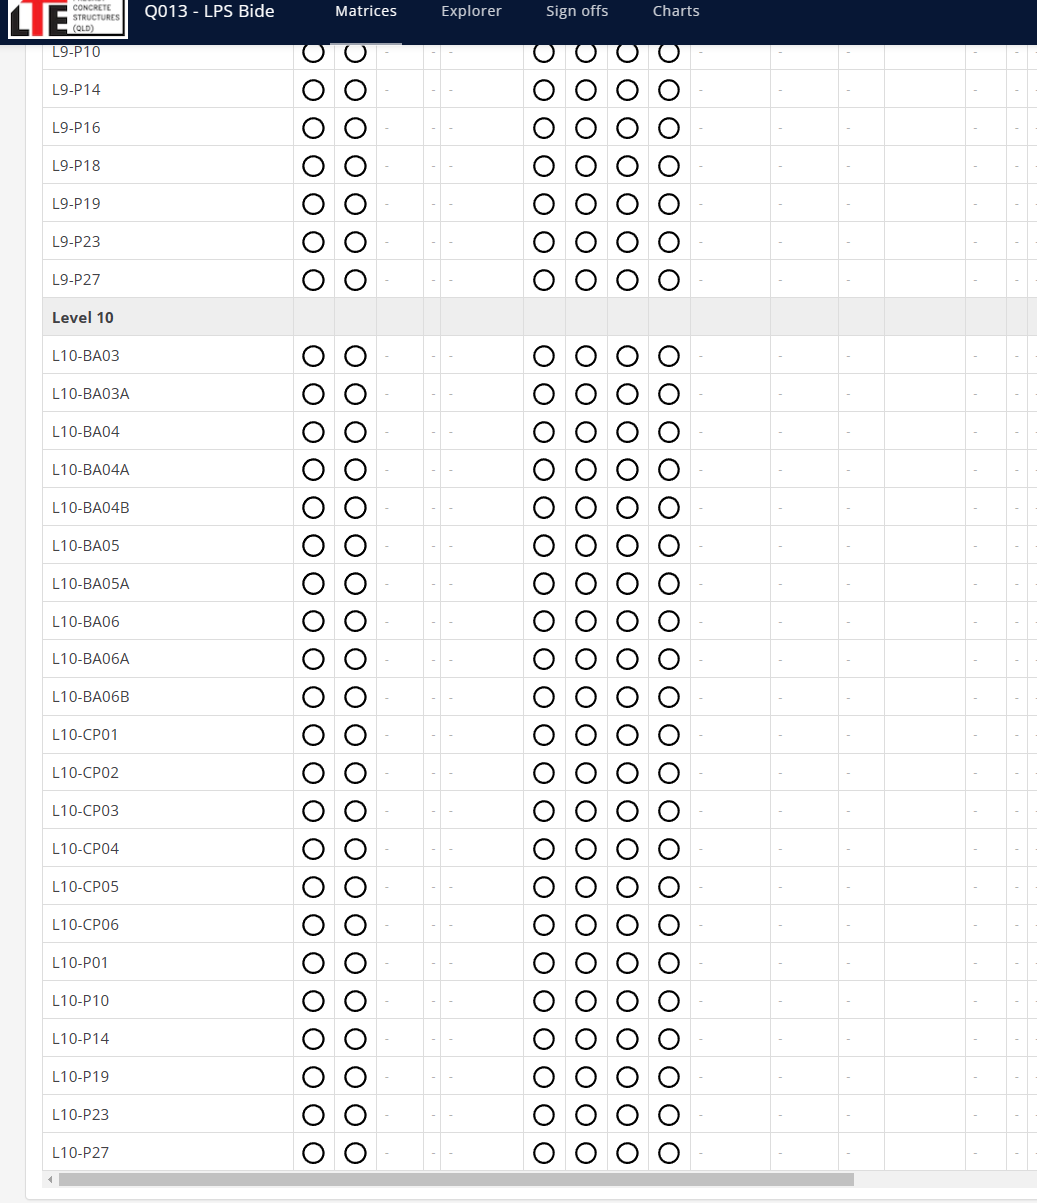 LTE CONCRETE
STRUCTURES
(QLD)
Q013 - LPS Bide Matrices Explorer Sign offs Charts
L9-P10 - - - - - - - - -
L9-P14 - - - - - - - - -
L9-P16 - - - - - - - - -
L9-P18 - - - - - - - - -
L9-P19 - - - - - - - - -
L9-P23 - - - - - - - - -
L9-P27 - - - - - - - - -
Level 10
L10-BA03 - - - - - - - - -
L10-BA03A - - - - - - - - -
L10-BA04 - - - - - - - - -
L10-BA04A - - - - - - - - -
L10-BA04B - - - - - - - - -
L10-BA05 - - - - - - - - -
L10-BA05A - - - - - - - - -
L10-BA06 - - - - - - - - -
L10-BA06A - - - - - - - - -
L10-BA06B - - - - - - - - -
L10-CP01 - - - - - - - - -
L10-CP02 - - - - - - - - -
L10-CP03 - - - - - - - - -
L10-CP04 - - - - - - - - -
L10-CP05 - - - - - - - - -
L10-CP06 - - - - - - - - -
L10-P01 - - - - - - - - -
L10-P10 - - - - - - - - -
L10-P14 - - - - - - - - -
L10-P19 - - - - - - - - -
L10-P23 - - - - - - - - -
L10-P27 - - - - - - - - -